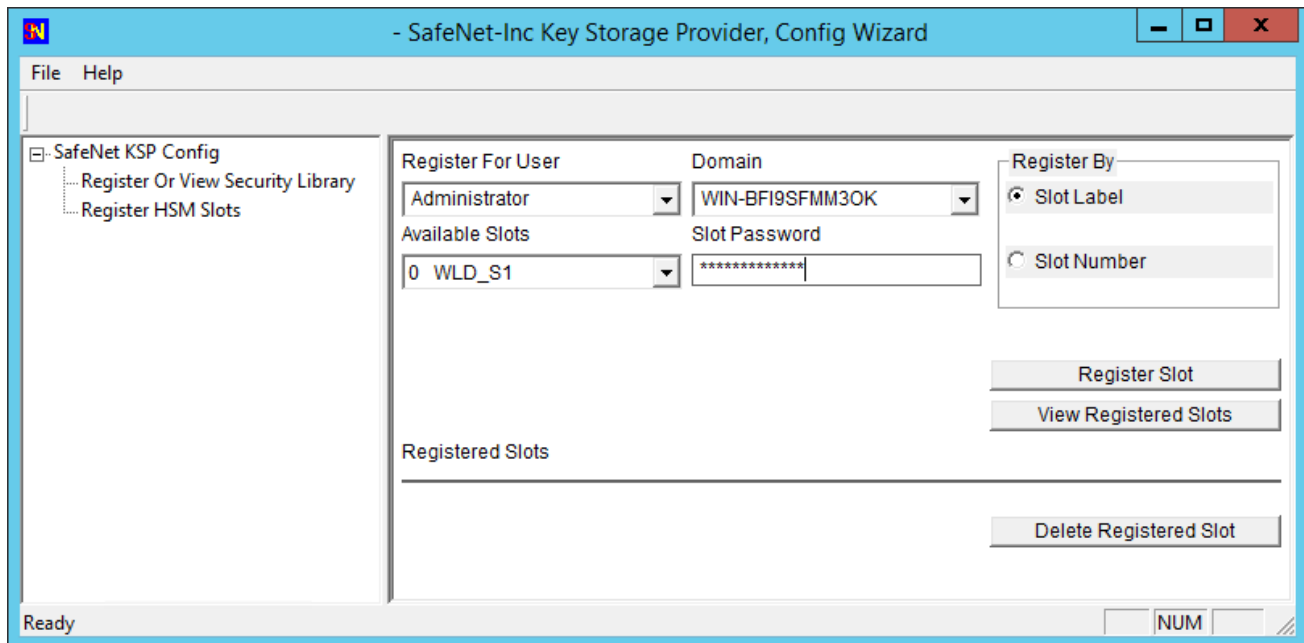 SN
- SafeNet-Inc Key Storage Provider, Config Wizard
File Help
SafeNet KSP Config
Register Or View Security Library
Register HSM Slots
Register For User
Domain
Administrator
WIN-BFI9SFMM3OK
Available Slots
Slot Password
0 WLD_S1
*************
Register By
Slot Label
Slot Number
Register Slot
View Registered Slots
Registered Slots
Delete Registered Slot
Ready
NUM